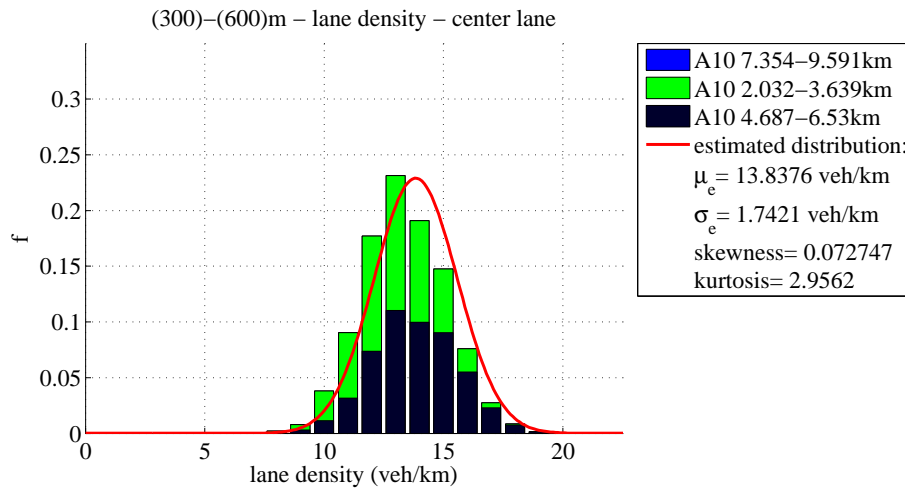 (300)−(600)m − lane density − center lane
A10 7.354−9.591km
A10 2.032−3.639km
A10 4.687−6.53km
estimated distribution:
μe= 13.8376 veh/km
σe= 1.7421 veh/km
skewness= 0.072747
kurtosis= 2.9562
f
0.3
0.25
0.2
0.15
0.1
0.05
0
0 5 10 15 20
lane density (veh/km)